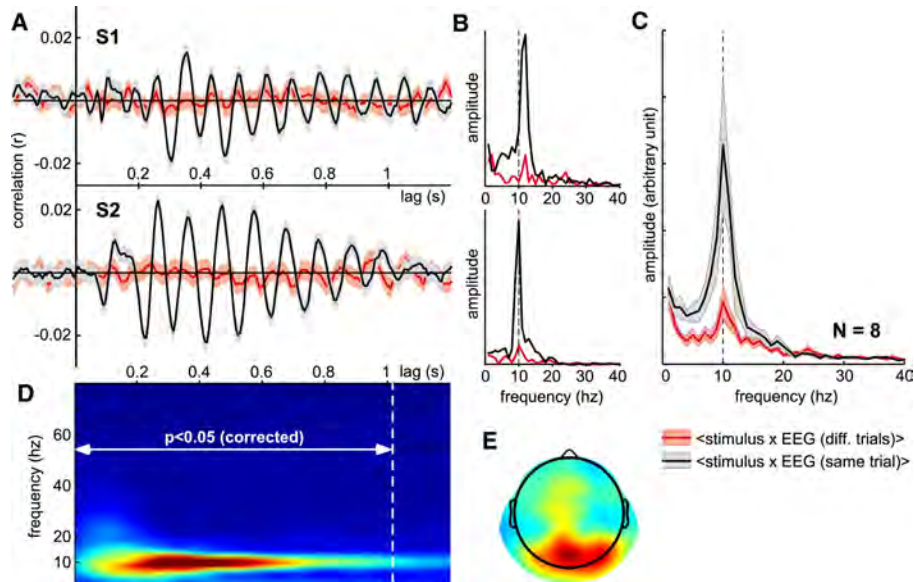 A
S1
0.02
-0.02
0.2
0.4
0.6
0.8
1
lag (s)
correlation (r)
S2
0.02
-0.02
0.2
0.4
0.6
0.8
1
lag (s)
B
amplitude
0 10 20 30 40
amplitude
0 10 20 30 40
frequency (hz)
C
amplitude (arbitrary unit)
N = 8
0 10 20 30 40
frequency (hz)
<stimulus x EEG (diff. trials)>
<stimulus x EEG (same trial)>
D
p<0.05 (corrected)
frequency (hz)
60
40
20
10
E